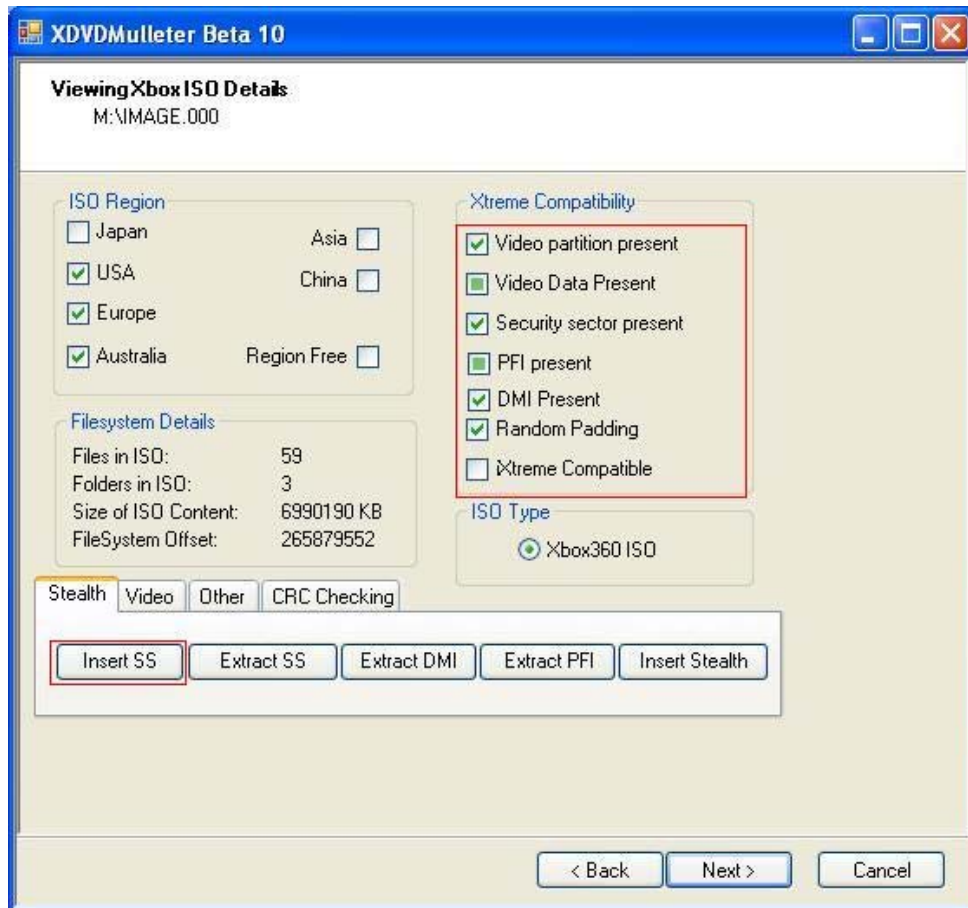 XDVDMulleter Beta 10
Viewing Xbox ISO Details
M:\IMAGE.000
ISO Region
Japan
Asia
USA
China
Europe
Australia
Region Free
Xtreme Compatibility
Video partition present
Video Data Present
Security sector present
PFI present
DMI Present
Random Padding
iXtreme Compatible
Filesystem Details
Files in ISO: 59
Folders in ISO: 3
Size of ISO Content: 6990190 KB
FileSystem Offset: 265879552
ISO Type
Xbox360 ISO
Stealth Video Other CRC Checking
Insert SS Extract SS Extract DMI Extract PFI Insert Stealth
< Back Next > Cancel